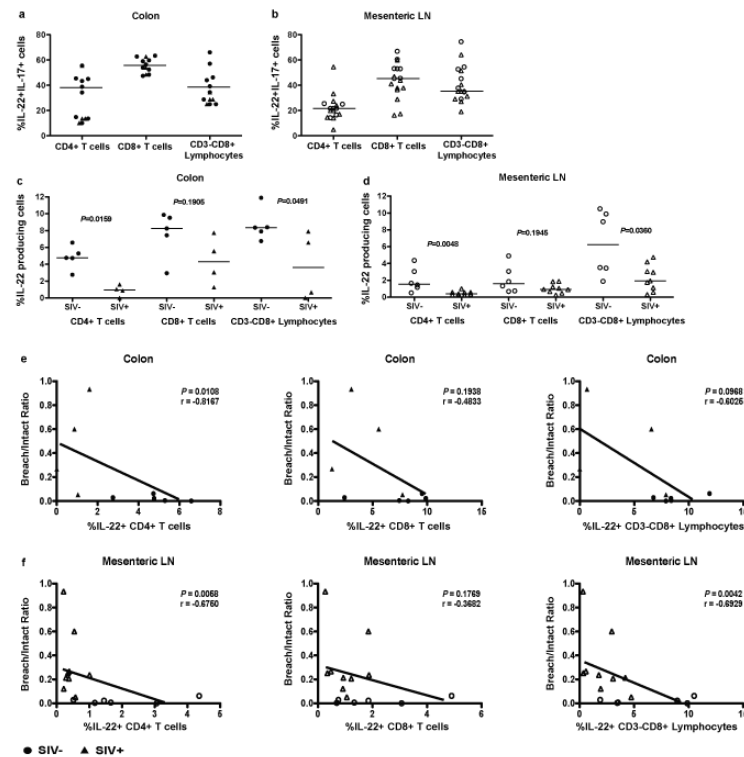 a Colon
%IL-22+IL-17+ cells
80
60
40
20
0
CD4+ T cells CD8+ T cells CD3-CD8+ Lymphocytes
b Mesenteric LN
%IL-22+IL-17+ cells
80
60
40
20
0
CD4+ T cells CD8+ T cells CD3-CD8+ Lymphocytes
c Colon
%IL-22 producing cells
12
10
8
6
4
2
0
P=0.0159 P=0.1905 P=0.0491
SIV- SIV+ SIV- SIV+ SIV- SIV+
CD4+ T cells CD8+ T cells CD3-CD8+ Lymphocytes
d Mesenteric LN
%IL-22 producing cells
12
10
8
6
4
2
0
P=0.0048 P=0.1945 P=0.0360
SIV- SIV+ SIV- SIV+ SIV- SIV+
CD4+ T cells CD8+ T cells CD3-CD8+ Lymphocytes
e Colon
Breach/Intact Ratio
1.0
0.8
0.6
0.4
0.2
0.0
P = 0.0108
r = -0.8167
0 2 4 6 8
%IL-22+ CD4+ T cells
Colon
Breach/Intact Ratio
1.0
0.8
0.6
0.4
0.2
0.0
P = 0.1938
r = -0.4833
0 5 10 15
%IL-22+ CD8+ T cells
Colon
Breach/Intact Ratio
1.0
0.8
0.6
0.4
0.2
0.0
P = 0.0968
r = -0.6025
0 5 10 15
%IL-22+ CD3-CD8+ Lymphocytes
f Mesenteric LN
Breach/Intact Ratio
1.0
0.8
0.6
0.4
0.2
0.0
P = 0.0058
r = -0.6750
0 1 2 3 4 5
%IL-22+ CD4+ T cells
Mesenteric LN
Breach/Intact Ratio
1.0
0.8
0.6
0.4
0.2
0.0
P = 0.1769
r = -0.3682
0 2 4 6
%IL-22+ CD8+ T cells
Mesenteric LN
Breach/Intact Ratio
1.0
0.8
0.6
0.4
0.2
0.0
P = 0.0042
r = -0.6929
0 5 10 15
%IL-22+ CD3-CD8+ Lymphocytes
● SIV- ▲ SIV+